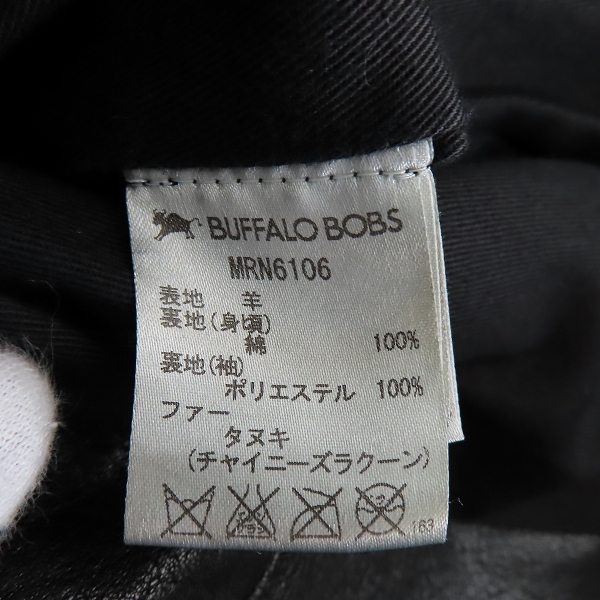 BUFFALO BOBS
MRN6106
表地 羊
裏地(身頃)
綿 100%
裏地(袖)
ポリエステル 100%
ファー
タヌキ
(チャイニーズラクーン)
163